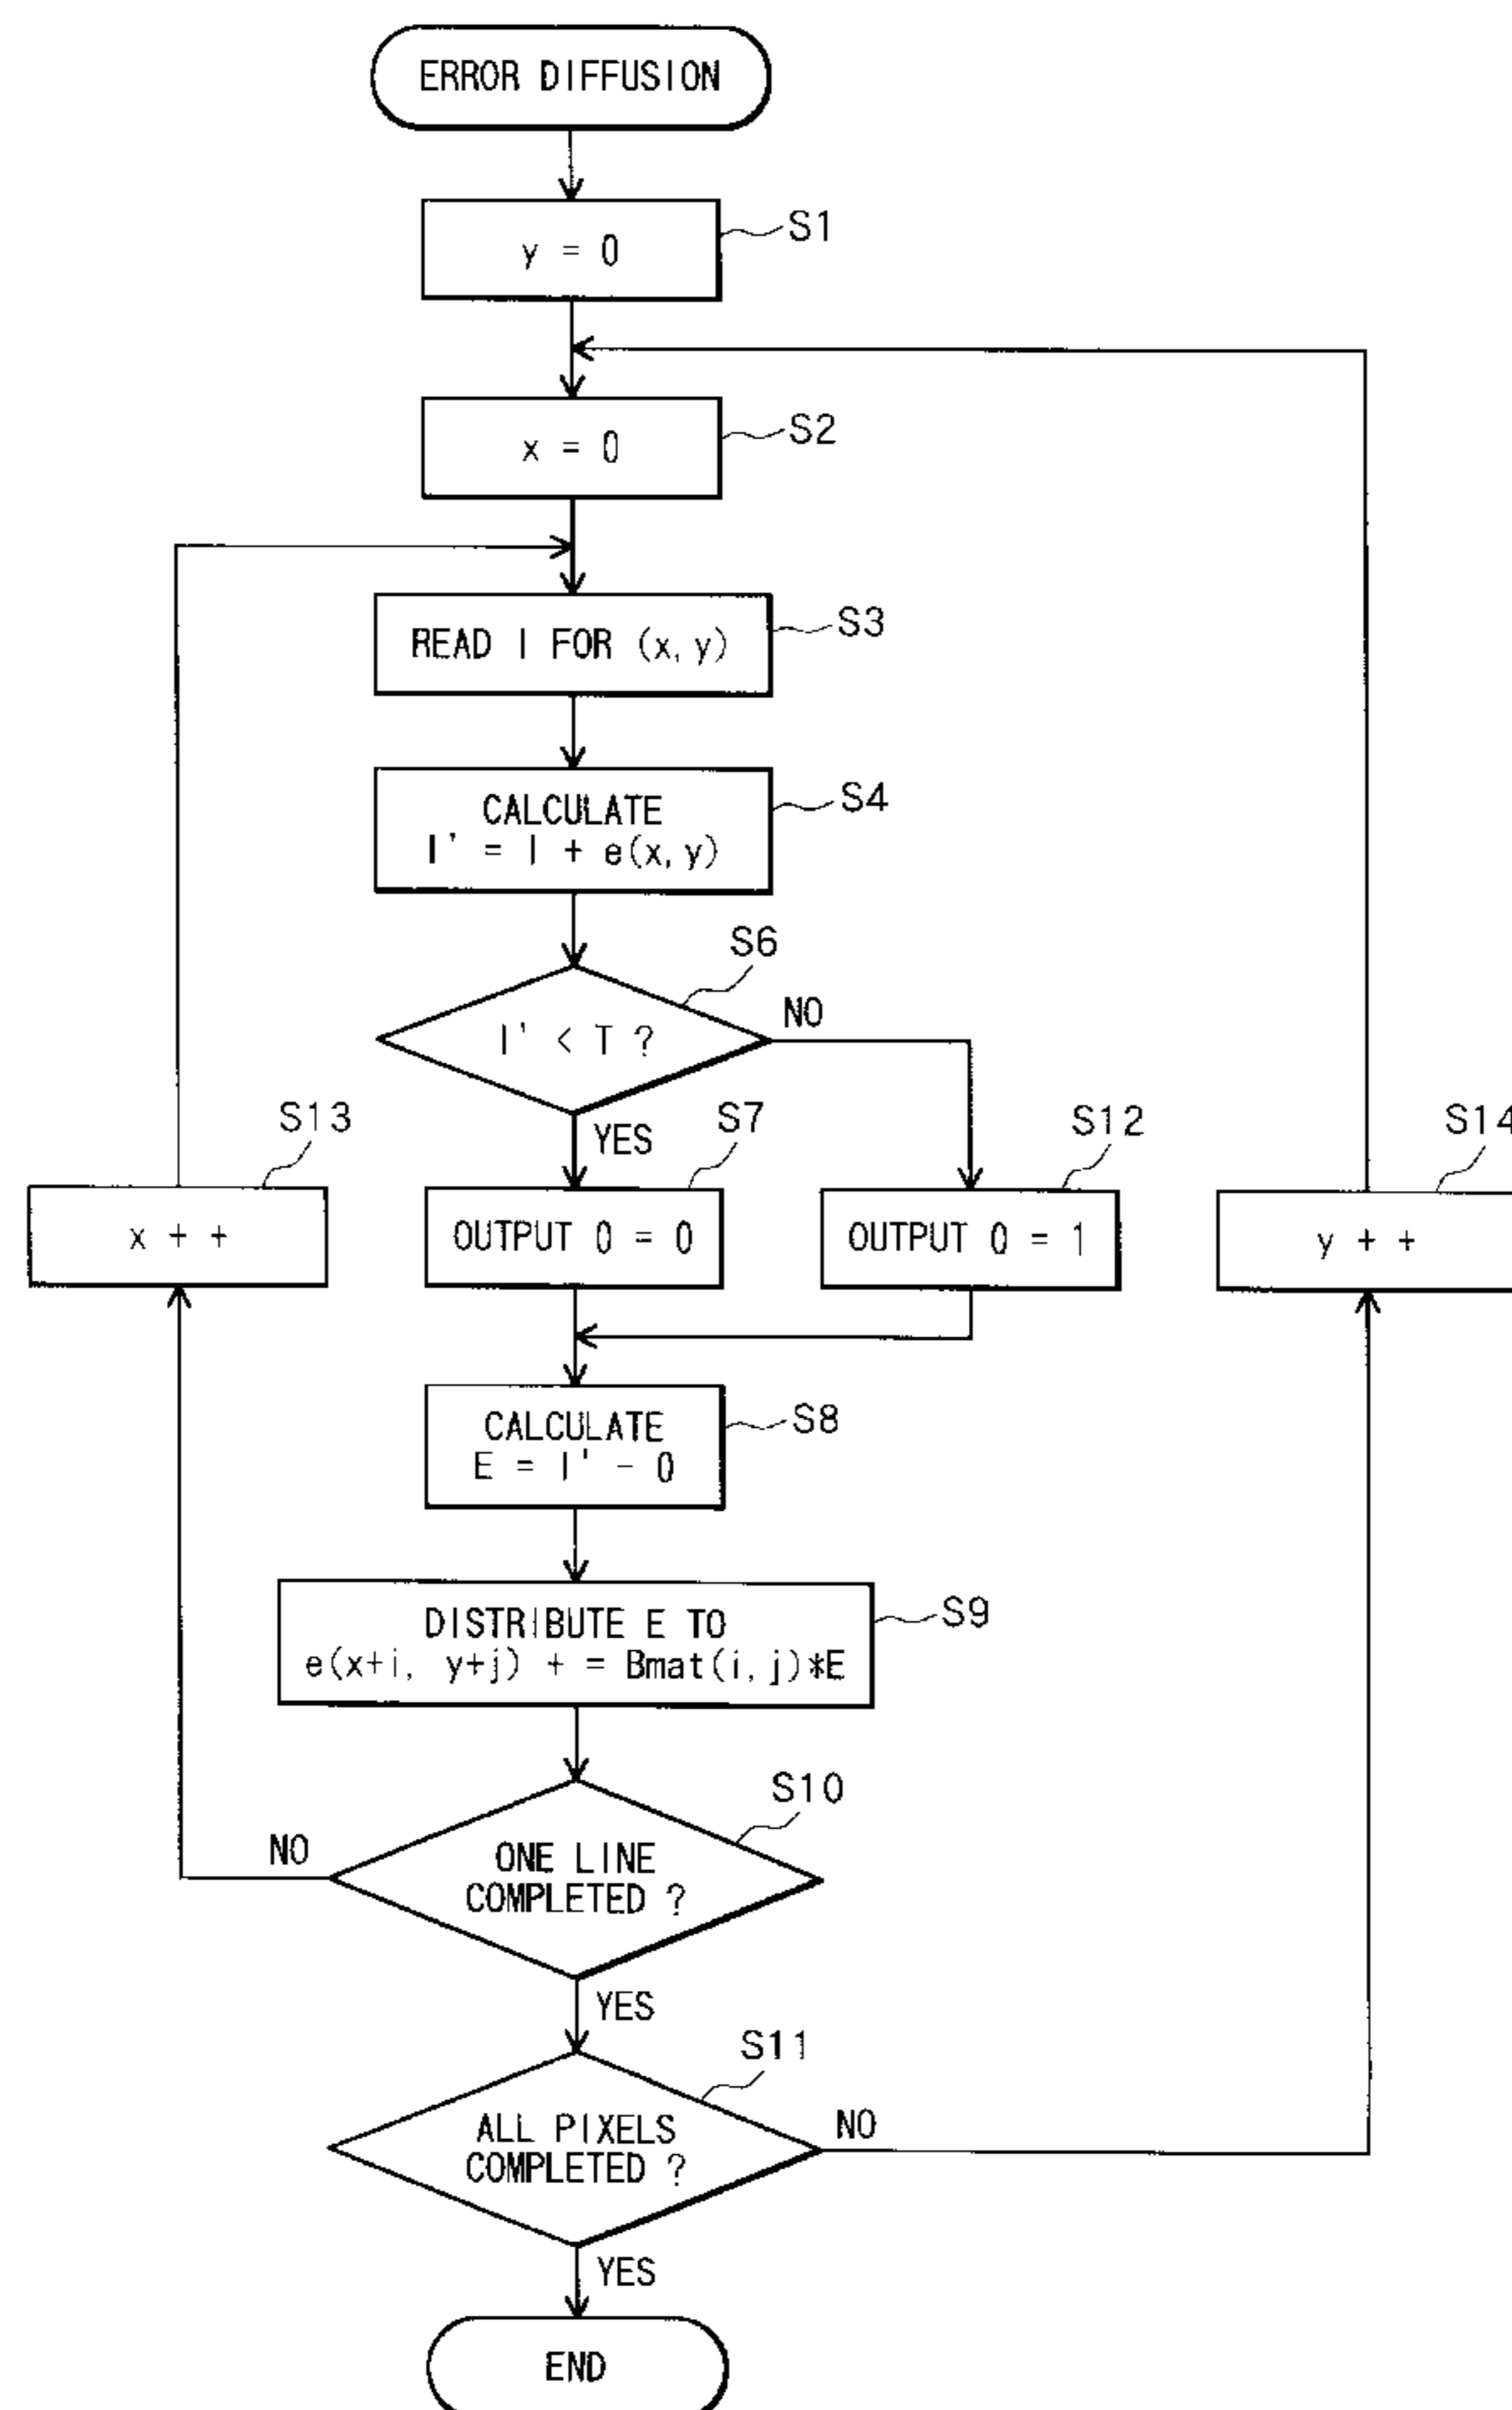 ERROR DIFFUSION
y = 0
S1
x = 0
S2
READ I FOR (x, y)
S3
CALCULATE
I' = I + e(x, y)
S4
S6
I' < T ?
NO
YES
S13
x + +
S7
OUTPUT O = 0
S12
OUTPUT O = 1
S14
y + +
CALCULATE
E = I' - O
S8
DISTRIBUTE E TO
e(x+i, y+j) + = Bmat(i, j)*E
S9
S10
ONE LINE
COMPLETED ?
NO
YES
S11
ALL PIXELS
COMPLETED ?
NO
YES
END